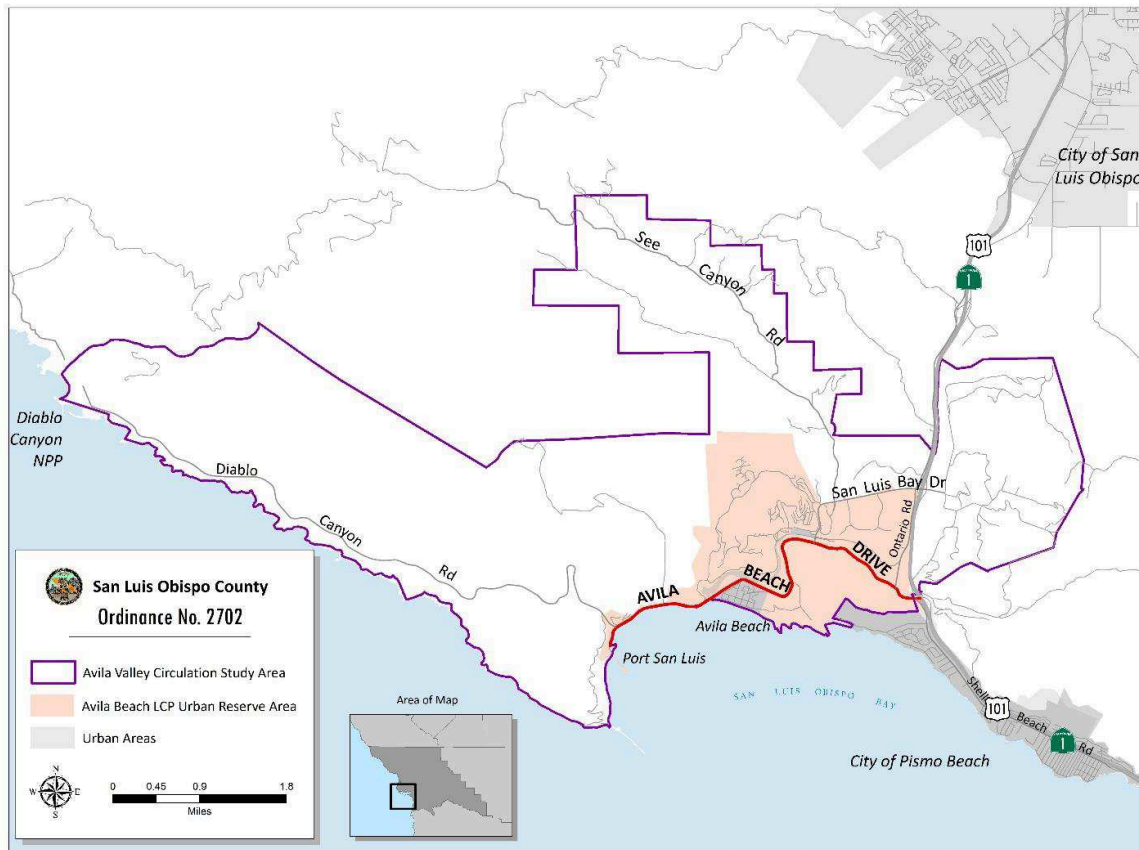 City of San
Luis Obispo
101
1
See
Canyon
Rd
Diablo
Canyon
NPP
Diablo
Canyon
Rd
San Luis Bay Dr
Ontario Rd
AVILA
BEACH
DRIVE
Avila Beach
Port San Luis
SAN LUIS OBISPO BAY
Shell
Beach
Rd
101
1
City of Pismo Beach
San Luis Obispo County
Ordinance No. 2702
Avila Valley Circulation Study Area
Avila Beach LCP Urban Reserve Area
Urban Areas
N
W E
S
0 0.45 0.9 1.8
Miles
Area of Map